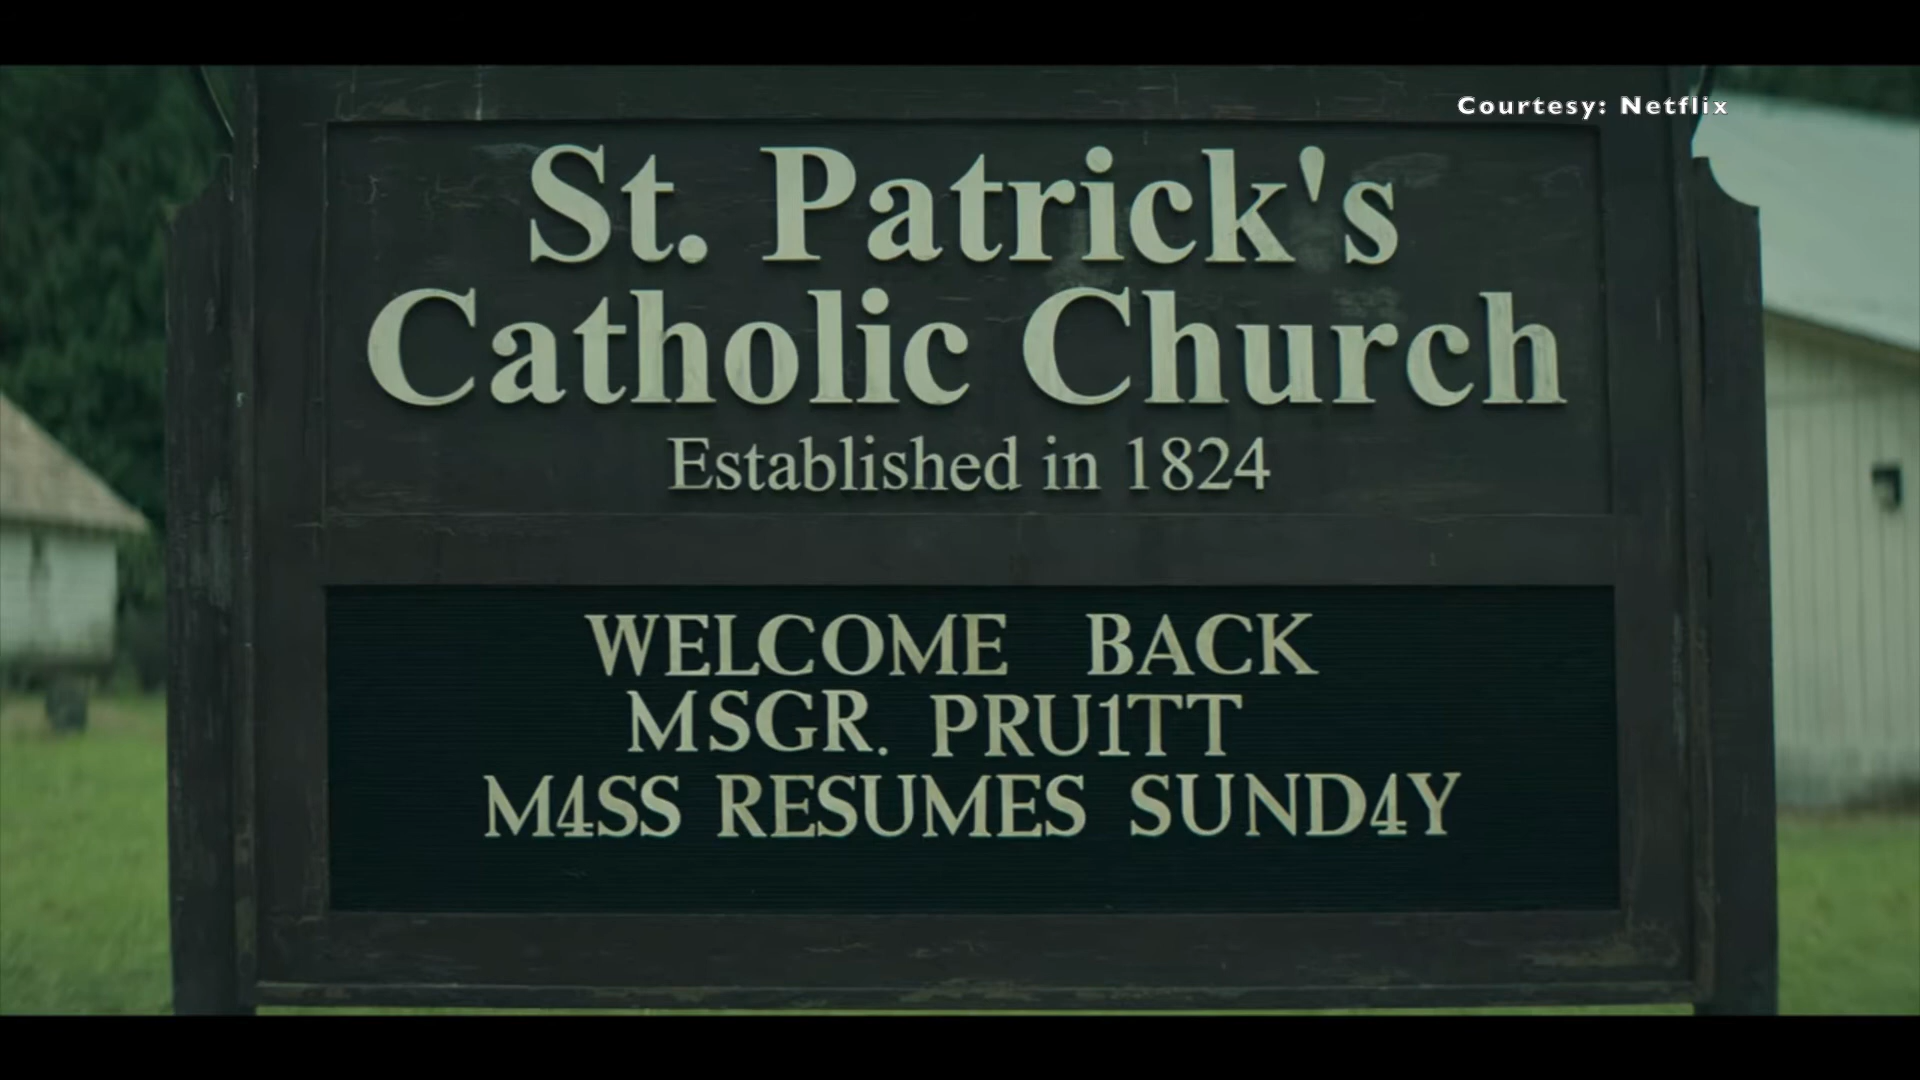 Courtesy: Netflix
St. Patrick's
Catholic Church
Established in 1824
WELCOME BACK
MSGR. PRU1TT
M4SS RESUMES SUND4Y